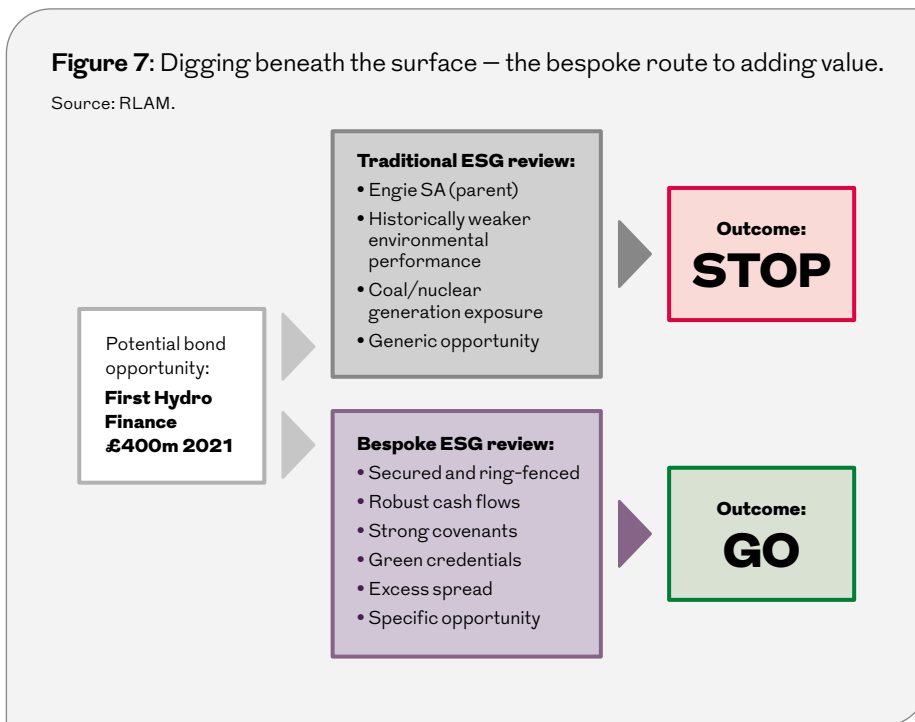 Figure 7: Digging beneath the surface – the bespoke route to adding value.
Source: RLAM.
Potential bond
opportunity:
First Hydro
Finance
£400m 2021
Traditional ESG review:
• Engie SA (parent)
• Historically weaker
environmental
performance
• Coal/nuclear
generation exposure
• Generic opportunity
Outcome:
STOP
Bespoke ESG review:
• Secured and ring-fenced
• Robust cash flows
• Strong covenants
• Green credentials
• Excess spread
• Specific opportunity
Outcome:
GO